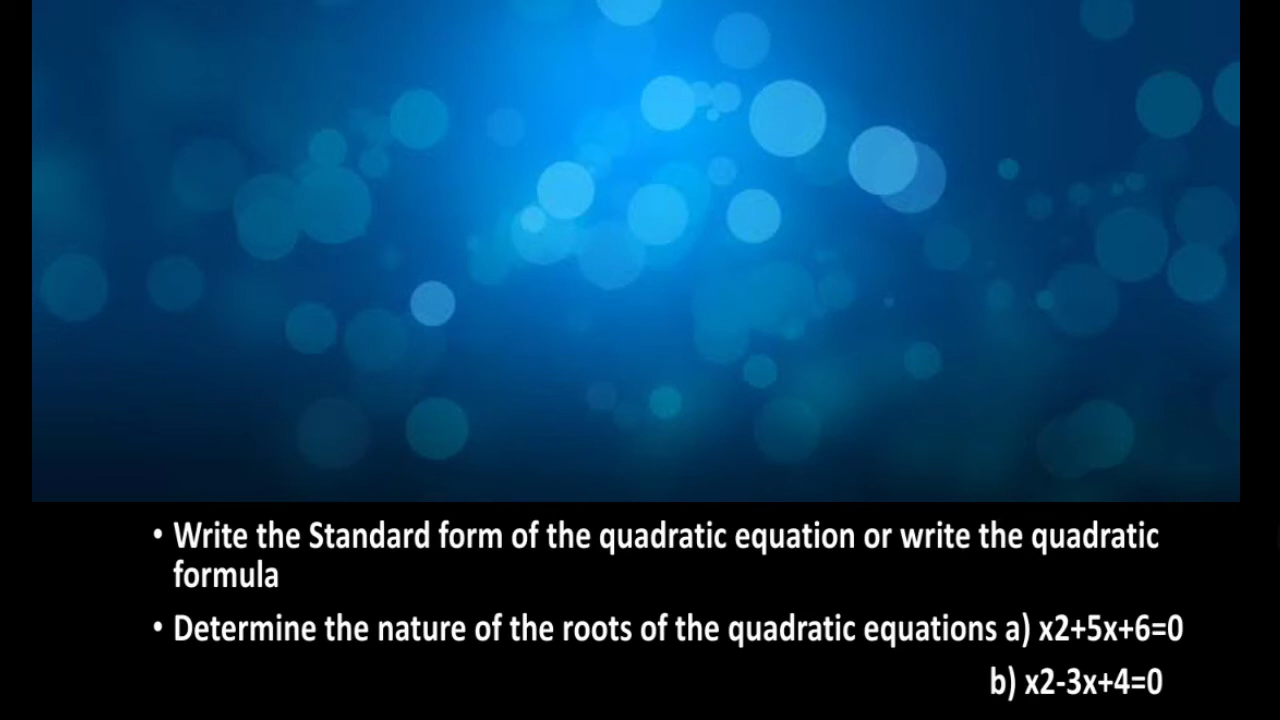 • Write the Standard form of the quadratic equation or write the quadratic
formula
• Determine the nature of the roots of the quadratic equations a) x2+5x+6=0
b) x2-3x+4=0